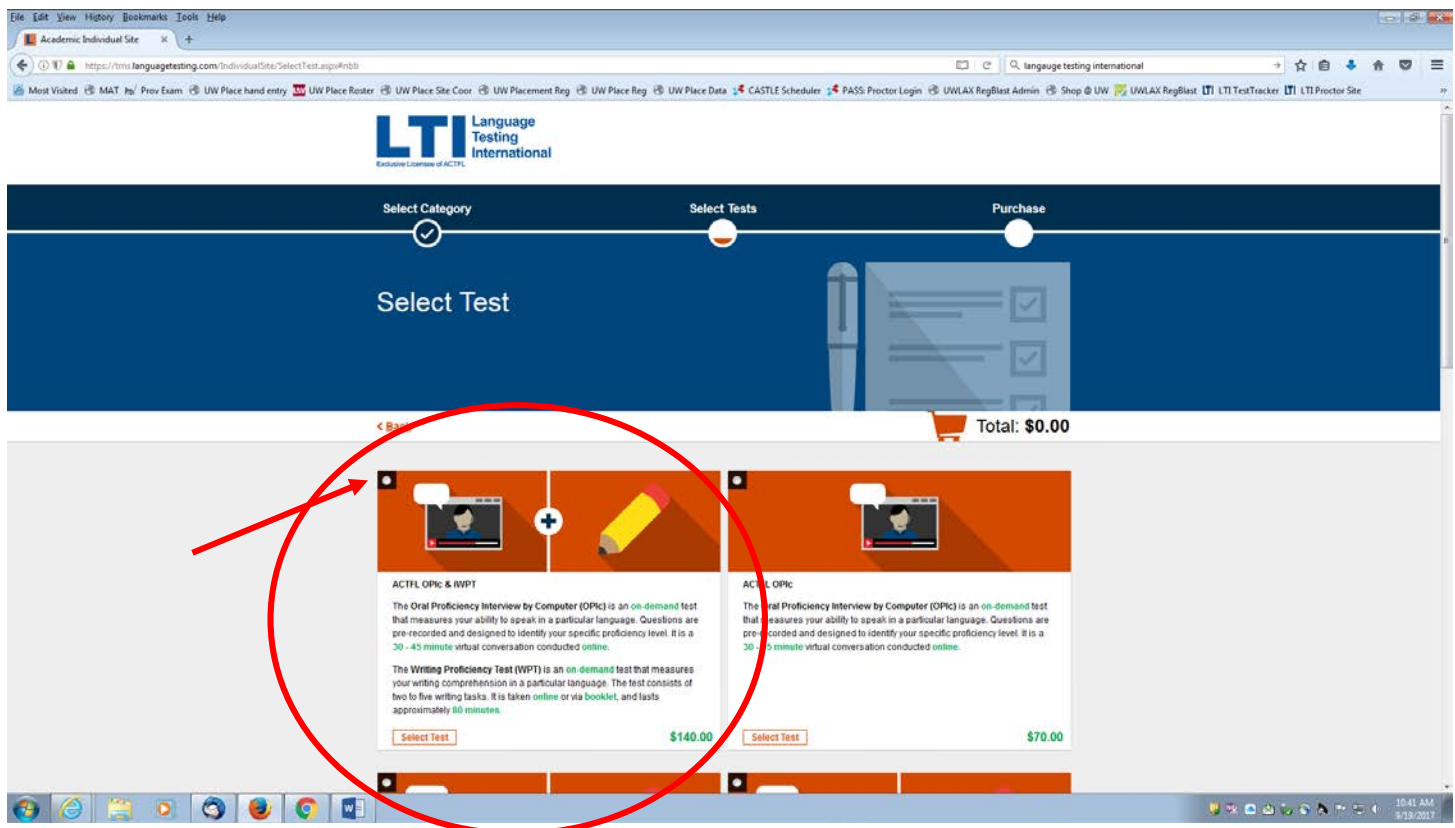 File Edit View History Bookmarks Tools Help
Academic Individual Site × +
https://tms.languagetesting.com/IndividualSite/SelectTest.aspx#nbb
langauge testing international
Most Visited MAT Prov Exam UW Place hand entry UW Place Roster UW Place Site Coor UW Placement Reg UW Place Reg UW Place Data CASTLE Scheduler PASS: Proctor Login UWLAX RegBlast Admin Shop @ UW UWLAX RegBlast LTI TestTracker LTI Proctor Site
LTI Language
Testing
International
Exclusive Licensee of ACTFL
Select Category Select Tests Purchase
Select Test
Total: $0.00
ACTFL OPIc & iWPT
The Oral Proficiency Interview by Computer (OPIc) is an on-demand test
that measures your ability to speak in a particular language. Questions are
pre-recorded and designed to identify your specific proficiency level. It is a
30 - 45 minute virtual conversation conducted online.
The Writing Proficiency Test (WPT) is an on-demand test that measures
your writing comprehension in a particular language. The test consists of
two to five writing tasks. It is taken online or via booklet, and lasts
approximately 80 minutes.
Select Test $140.00
ACTFL OPIc
The Oral Proficiency Interview by Computer (OPIc) is an on-demand test
that measures your ability to speak in a particular language. Questions are
pre-recorded and designed to identify your specific proficiency level. It is a
30 - 45 minute virtual conversation conducted online.
Select Test $70.00
10:41 AM
9/19/2017